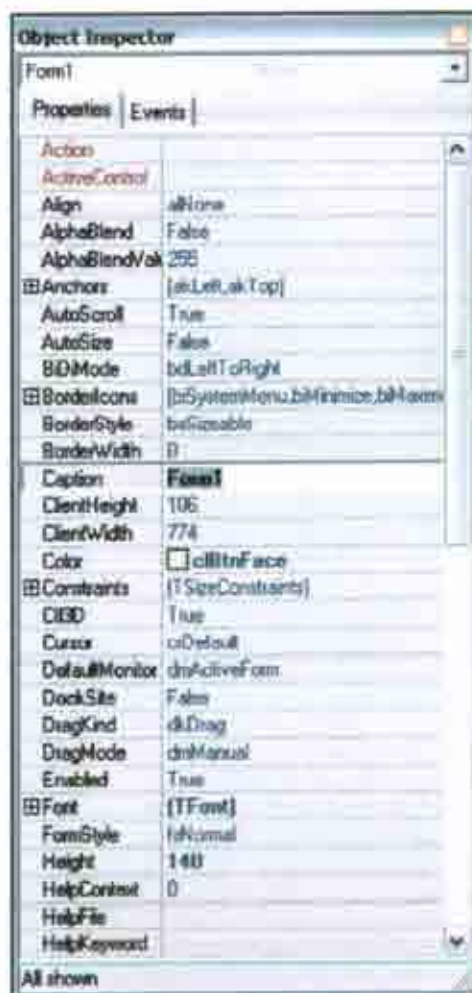 Object Inspector
Form1
Properties Events
Action
ActiveControl
Align alNone
AlphaBlend False
AlphaBlendVal 255
Anchors [akLeft,akTop]
AutoScroll True
AutoSize False
BiDiMode bdLeftToRight
BorderIcons [biSystemMenu,biMinimize,biMaxim
BorderStyle bsSizeable
BorderWidth 0
Caption Form1
ClientHeight 106
ClientWidth 774
Color clBtnFace
Constraints (TSizeConstraints)
Ctl3D True
Cursor crDefault
DefaultMonitor dmActiveForm
DockSite False
DragKind dkDrag
DragMode dmManual
Enabled True
Font (TFont)
FormStyle fsNormal
Height 140
HelpContext 0
HelpFile
HelpKeyword
All shown